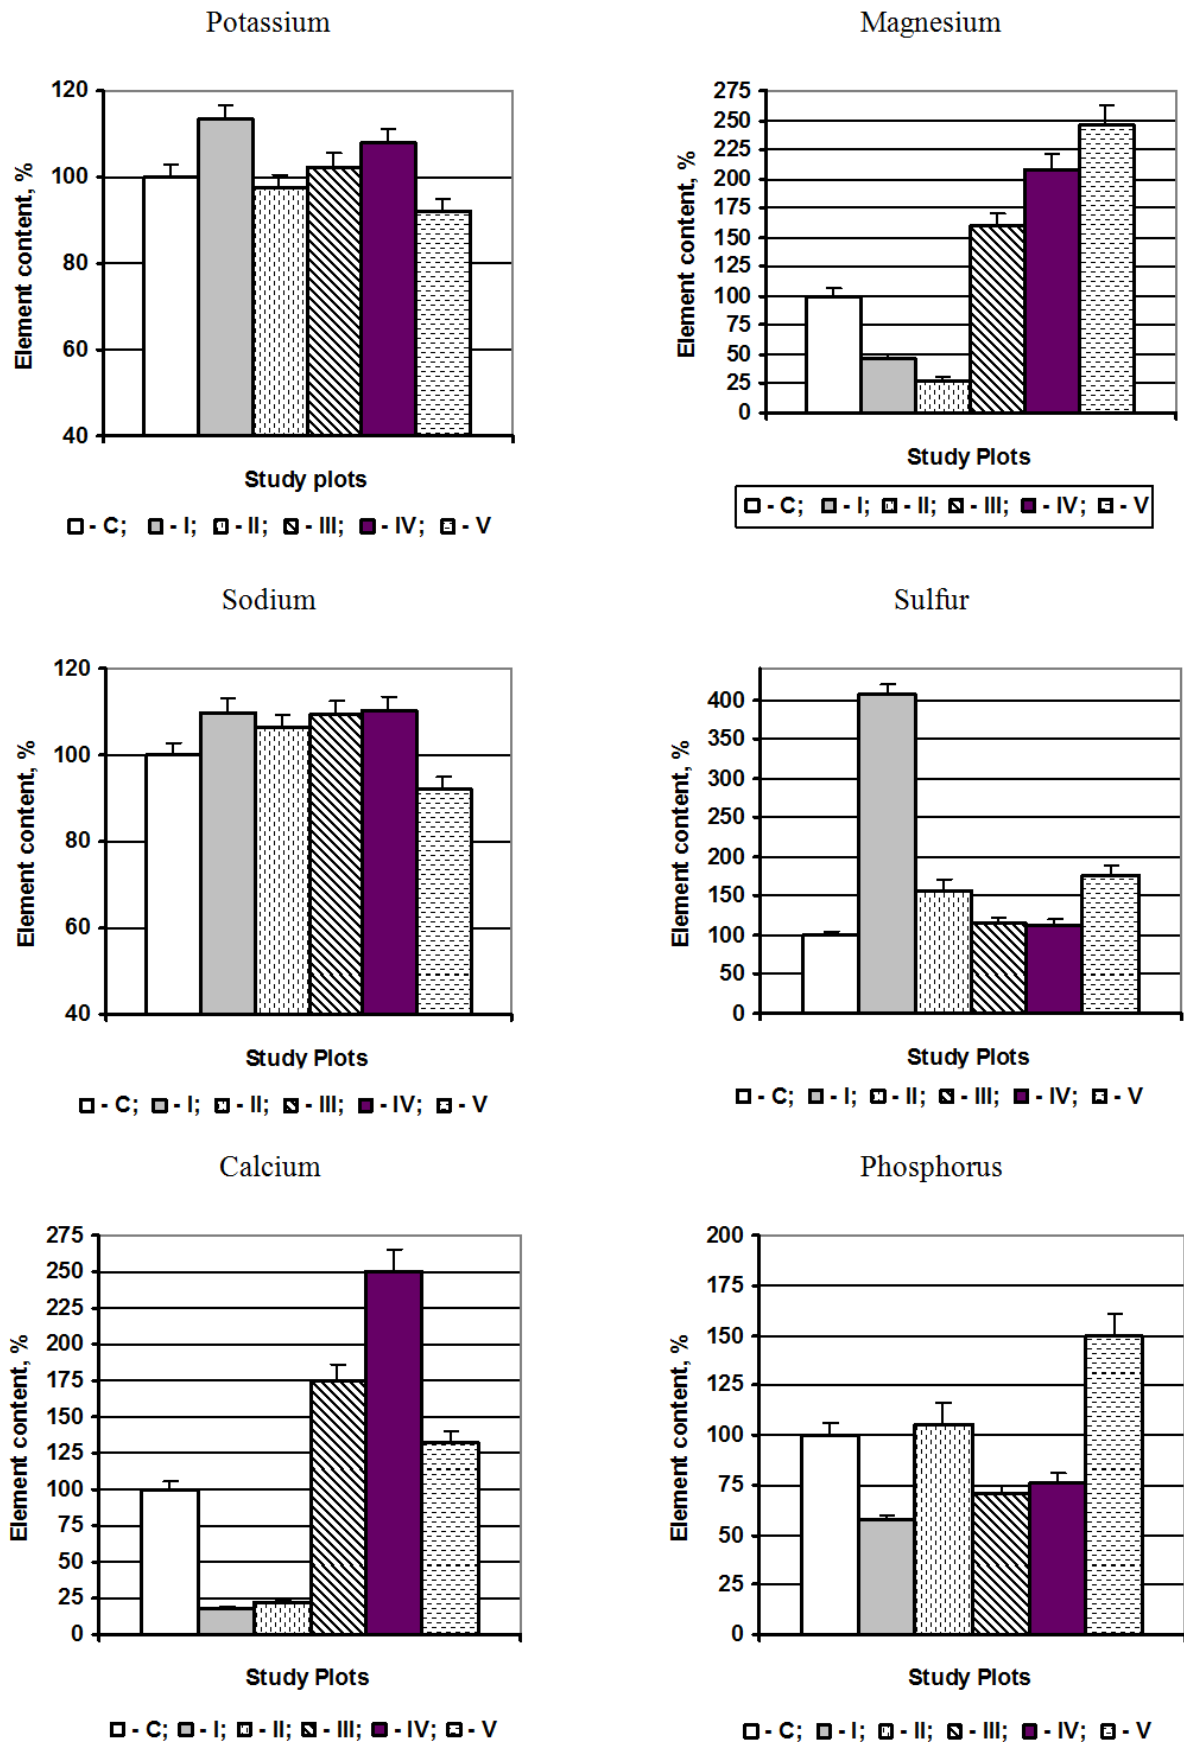 Potassium
Element content, %
120
100
80
60
40
Study plots
- C; - I; - II; - III; - IV; - V
Magnesium
Element content, %
275
250
225
200
175
150
125
100
75
50
25
0
Study Plots
- C; - I; - II; - III; - IV; - V
Sodium
Element content, %
120
100
80
60
40
Study Plots
- C; - I; - II; - III; - IV; - V
Sulfur
Element content, %
400
350
300
250
200
150
100
50
0
Study Plots
- C; - I; - II; - III; - IV; - V
Calcium
Element content, %
275
250
225
200
175
150
125
100
75
50
25
0
Study Plots
- C; - I; - II; - III; - IV; - V
Phosphorus
Element content, %
200
175
150
125
100
75
50
25
0
Study Plots
- C; - I; - II; - III; - IV; - V